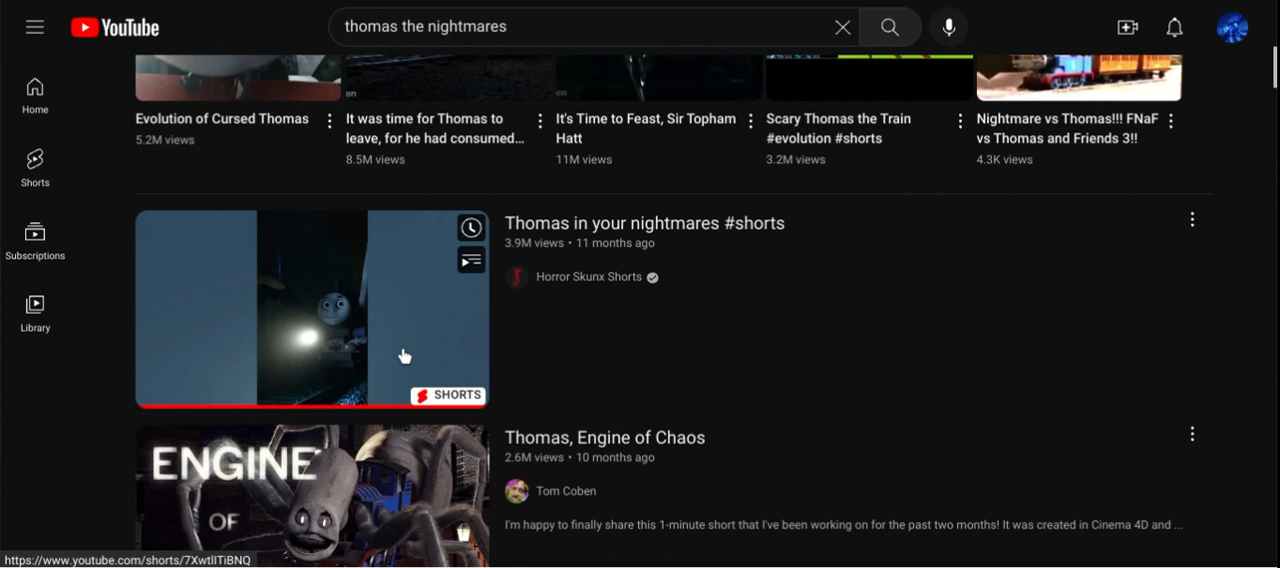 YouTube
thomas the nightmares
Home
Shorts
Subscriptions
Library
en
en
Evolution of Cursed Thomas
5.2M views
It was time for Thomas to
leave, for he had consumed...
8.5M views
It's Time to Feast, Sir Topham
Hatt
11M views
Scary Thomas the Train
#evolution #shorts
3.2M views
Nightmare vs Thomas!!! FNaF
vs Thomas and Friends 3!!
4.3K views
SHORTS
Thomas in your nightmares #shorts
3.9M views • 11 months ago
Horror Skunx Shorts
ENGINE
OF
Thomas, Engine of Chaos
2.6M views • 10 months ago
Tom Coben
I'm happy to finally share this 1-minute short that I've been working on for the past two months! It was created in Cinema 4D and ...
https://www.youtube.com/shorts/7XwtlITiBNQ